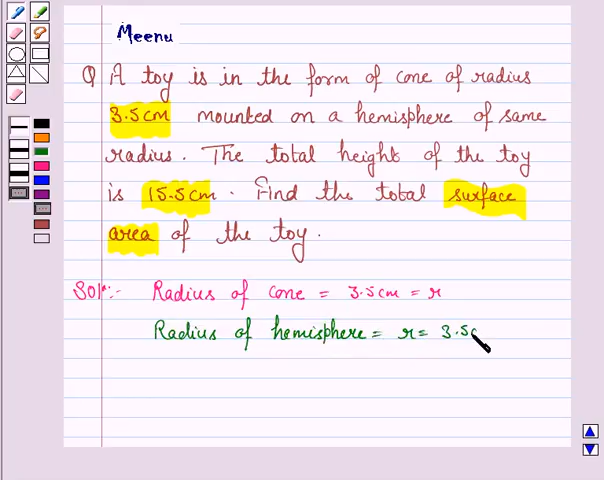 Meenu
Q A toy is in the form of cone of radius
3.5cm mounted on a hemisphere of same
radius. The total height of the toy
is 15.5cm. Find the total surface
area of the toy.
Solⁿ:- Radius of cone = 3.5cm = r
Radius of hemisphere = r = 3.5c